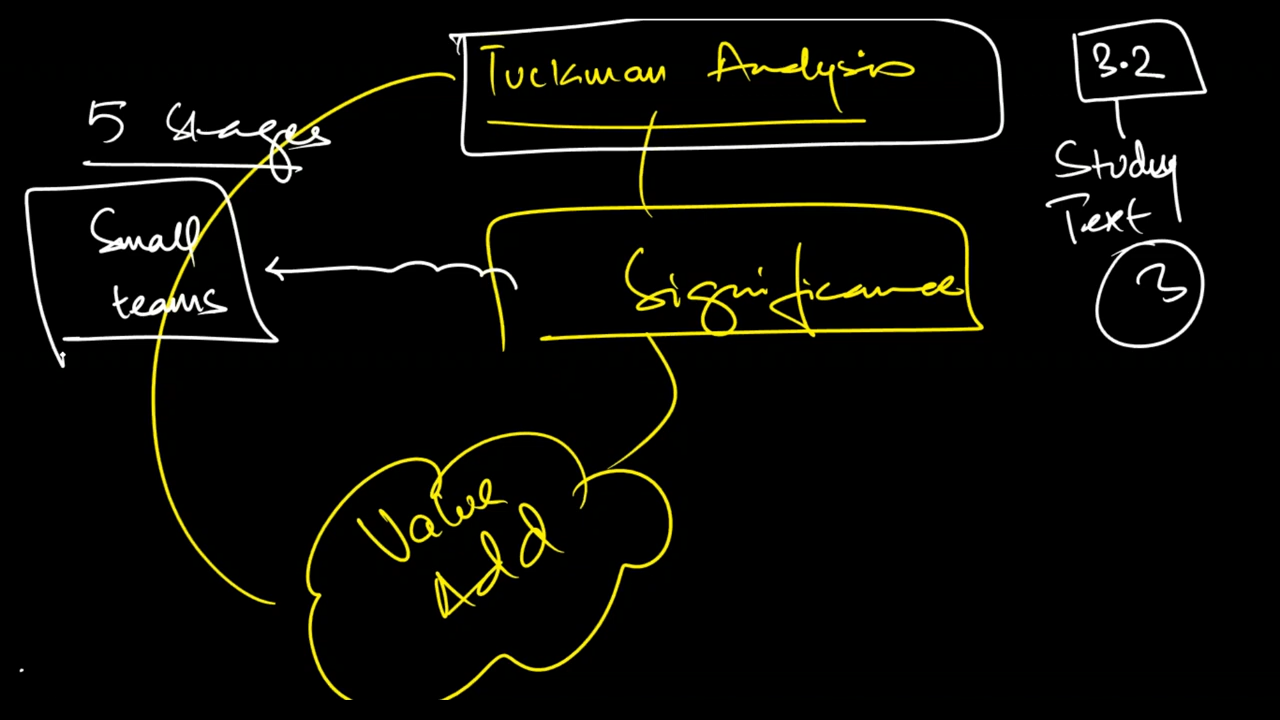 Tuckman Analysis
3.2
5 Stages
Study
Text
3
Small
teams
Significance
Value
Add